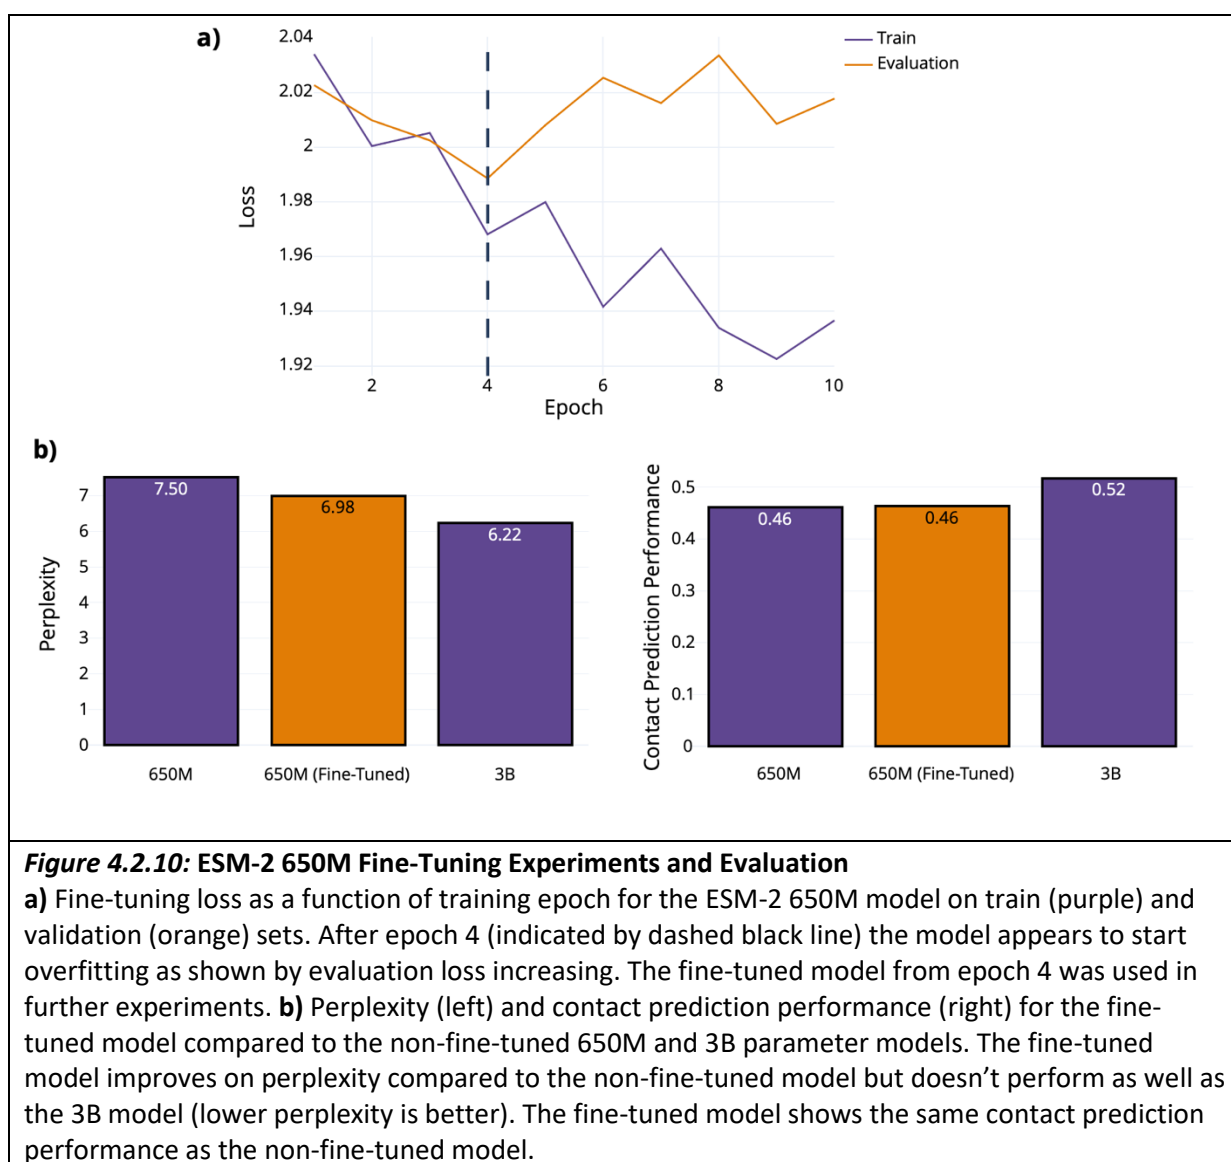 a)
2.04
2.02
2
1.98
1.96
1.94
1.92
Loss
2 4 6 8 10
Epoch
Train
Evaluation
b)
7
6
5
4
3
2
1
0
Perplexity
7.50
6.98
6.22
650M 650M (Fine-Tuned) 3B
0.5
0.4
0.3
0.2
0.1
0
Contact Prediction Performance
0.46
0.46
0.52
650M 650M (Fine-Tuned) 3B
Figure 4.2.10: ESM-2 650M Fine-Tuning Experiments and Evaluation
a) Fine-tuning loss as a function of training epoch for the ESM-2 650M model on train (purple) and
validation (orange) sets. After epoch 4 (indicated by dashed black line) the model appears to start
overfitting as shown by evaluation loss increasing. The fine-tuned model from epoch 4 was used in
further experiments. b) Perplexity (left) and contact prediction performance (right) for the fine-
tuned model compared to the non-fine-tuned 650M and 3B parameter models. The fine-tuned
model improves on perplexity compared to the non-fine-tuned model but doesn’t perform as well as
the 3B model (lower perplexity is better). The fine-tuned model shows the same contact prediction
performance as the non-fine-tuned model.